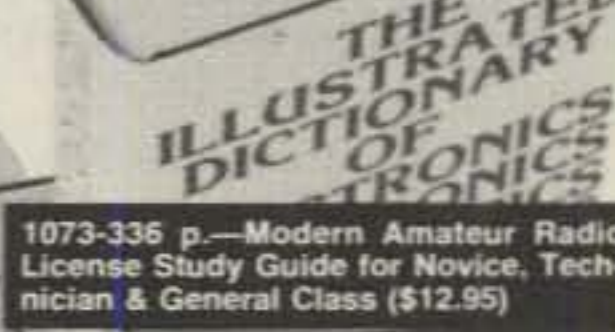 THE
ILLUSTRATED
DICTIONARY
OF
1073-336 p.—Modern Amateur Radio
License Study Guide for Novice, Tech-
nician & General Class ($12.95)